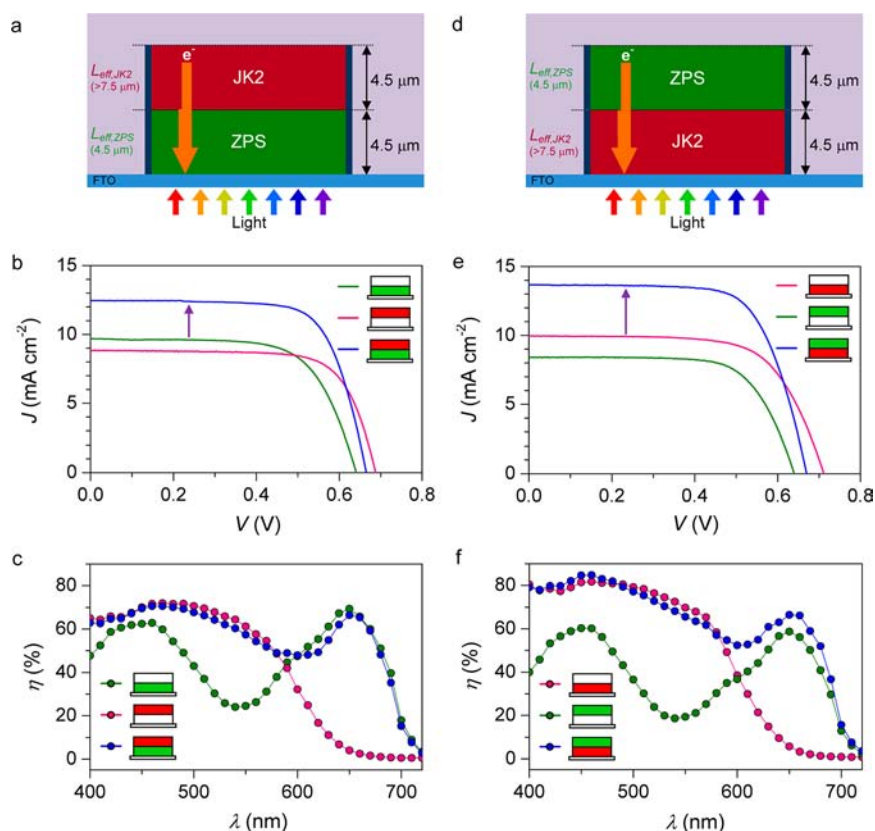 a
e-
L_eff,JK2
(>7.5 μm)
JK2
4.5 μm
L_eff,ZPS
(4.5 μm)
ZPS
4.5 μm
FTO
Light
b
15
10
5
0
J (mA cm⁻²)
0.0 0.2 0.4 0.6 0.8
V (V)
c
80
60
40
20
0
η (%)
400 500 600 700
λ (nm)
d
e-
L_eff,ZPS
(4.5 μm)
ZPS
4.5 μm
L_eff,JK2
(>7.5 μm)
JK2
4.5 μm
FTO
Light
e
15
10
5
0
J (mA cm⁻²)
0.0 0.2 0.4 0.6 0.8
V (V)
f
80
60
40
20
0
η (%)
400 500 600 700
λ (nm)